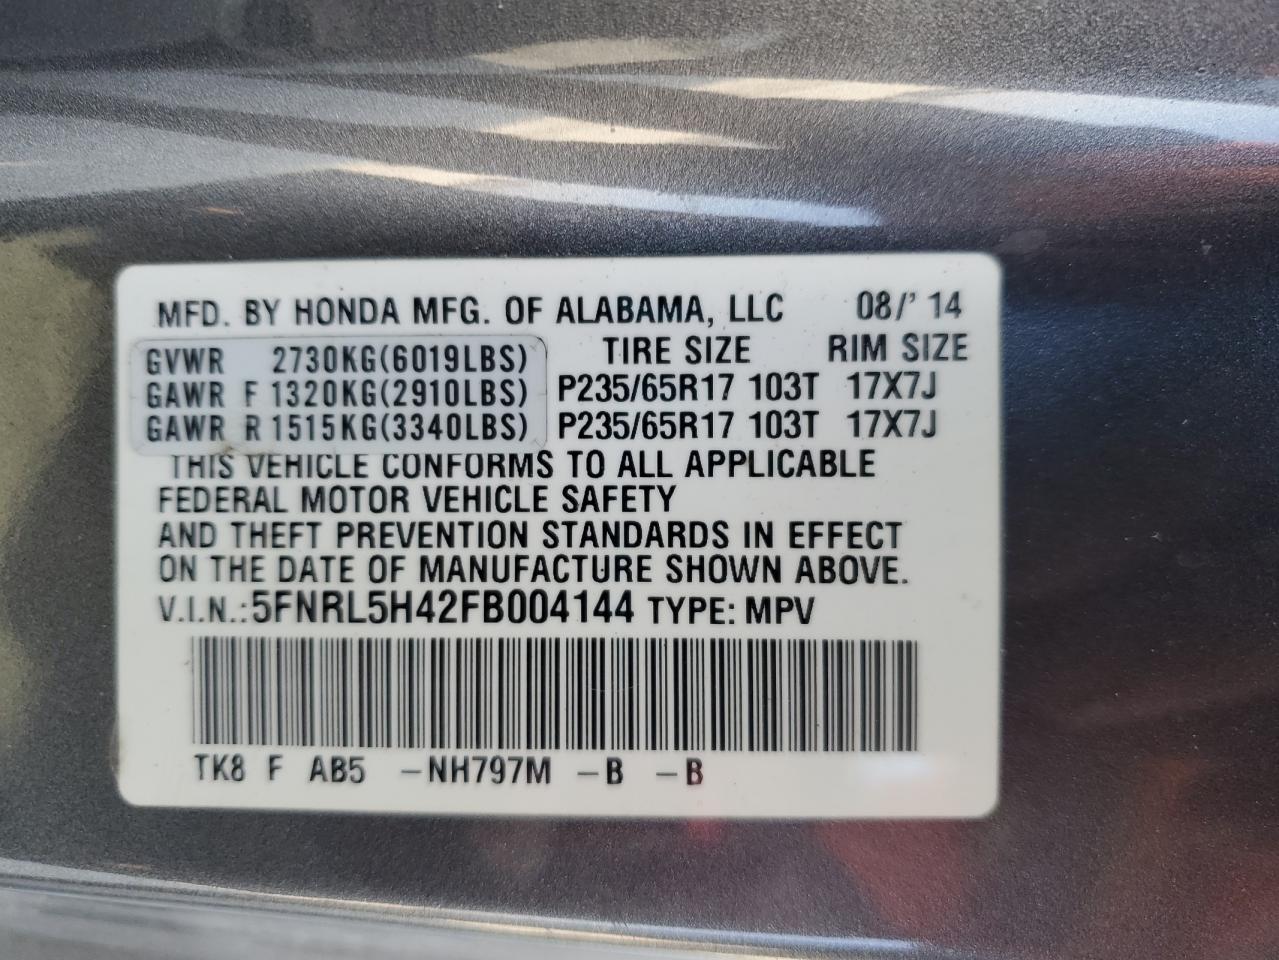 MFD. BY HONDA MFG. OF ALABAMA, LLC 08/' 14
GVWR 2730KG(6019LBS) TIRE SIZE RIM SIZE
GAWR F 1320KG(2910LBS) P235/65R17 103T 17X7J
GAWR R 1515KG(3340LBS) P235/65R17 103T 17X7J
THIS VEHICLE CONFORMS TO ALL APPLICABLE
FEDERAL MOTOR VEHICLE SAFETY
AND THEFT PREVENTION STANDARDS IN EFFECT
ON THE DATE OF MANUFACTURE SHOWN ABOVE.
V.I.N.:5FNRL5H42FB004144 TYPE: MPV
TK8 F AB5 -NH797M -B -B